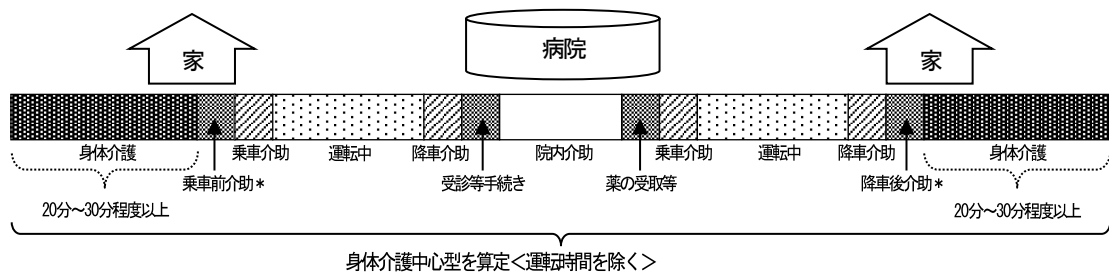 家
病院
家
身体介護
乗車介助
運転中
降車介助
院内介助
乗車介助
運転中
降車介助
身体介護
乗車前介助*
受診等手続き
薬の受取等
降車後介助*
20分~30分程度以上
20分~30分程度以上
身体介護中心型を算定<運転時間を除く>